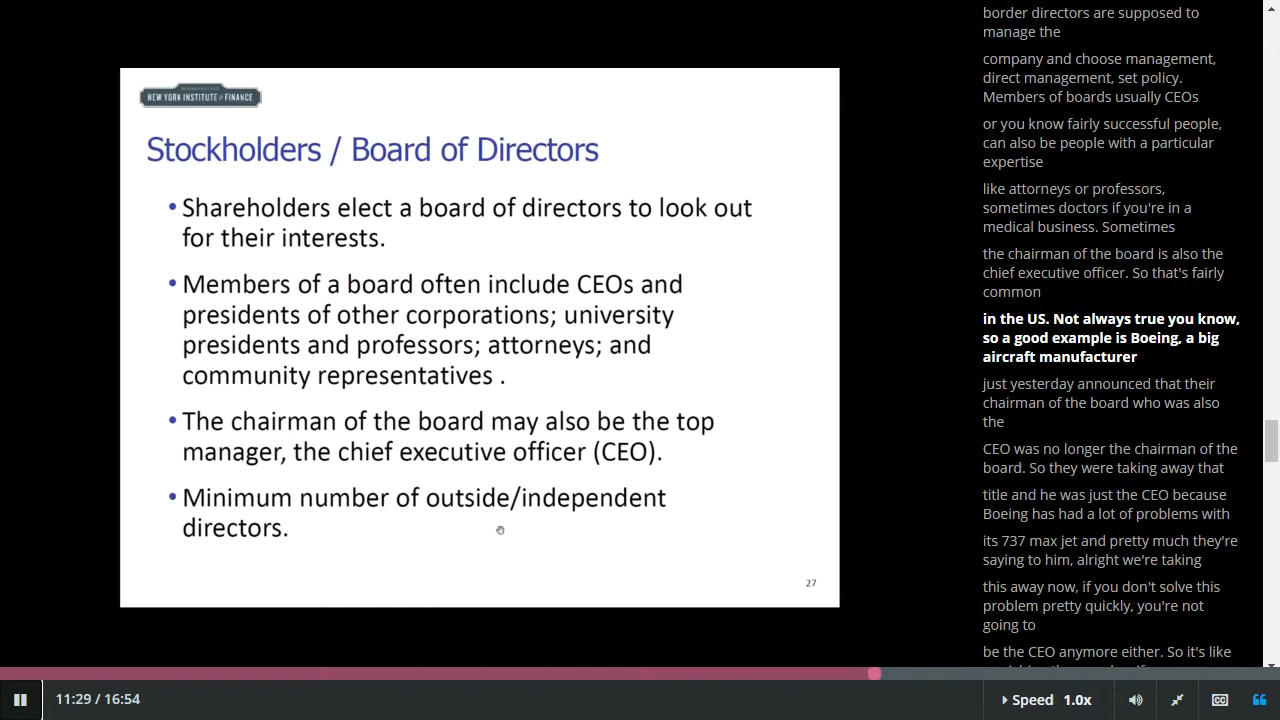 NEW YORK INSTITUTE of FINANCE
Stockholders / Board of Directors
• Shareholders elect a board of directors to look out
for their interests.
• Members of a board often include CEOs and
presidents of other corporations; university
presidents and professors; attorneys; and
community representatives .
• The chairman of the board may also be the top
manager, the chief executive officer (CEO).
• Minimum number of outside/independent
directors.
27
border directors are supposed to
manage the
company and choose management,
direct management, set policy.
Members of boards usually CEOs
or you know fairly successful people,
can also be people with a particular
expertise
like attorneys or professors,
sometimes doctors if you're in a
medical business. Sometimes
the chairman of the board is also the
chief executive officer. So that's fairly
common
in the US. Not always true you know,
so a good example is Boeing, a big
aircraft manufacturer
just yesterday announced that their
chairman of the board who was also
the
CEO was no longer the chairman of the
board. So they were taking away that
title and he was just the CEO because
Boeing has had a lot of problems with
its 737 max jet and pretty much they're
saying to him, alright we're taking
this away now, if you don't solve this
problem pretty quickly, you're not
going to
be the CEO anymore either. So it's like
11:29 / 16:54
Speed 1.0x
CC